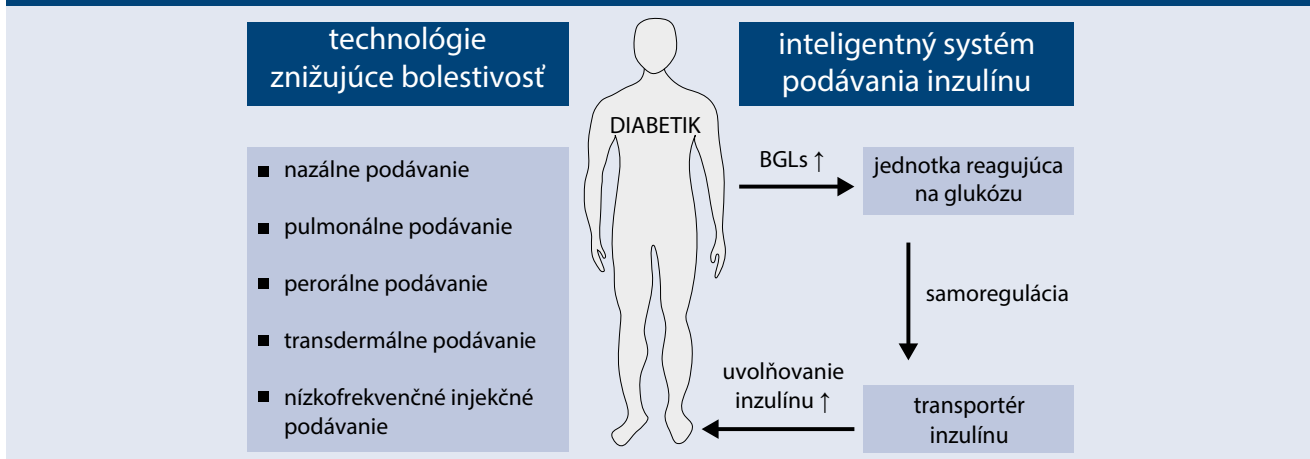 technológie
znižujúce bolestivosť
■ nazálne podávanie
■ pulmonálne podávanie
■ perorálne podávanie
■ transdermálne podávanie
■ nízkofrekvenčné injekčné
podávanie
DIABETIK
inteligentný systém
podávania inzulínu
BGLs ↑
jednotka reagujúca
na glukózu
samoregulácia
transportér
inzulínu
uvolňovanie
inzulínu ↑